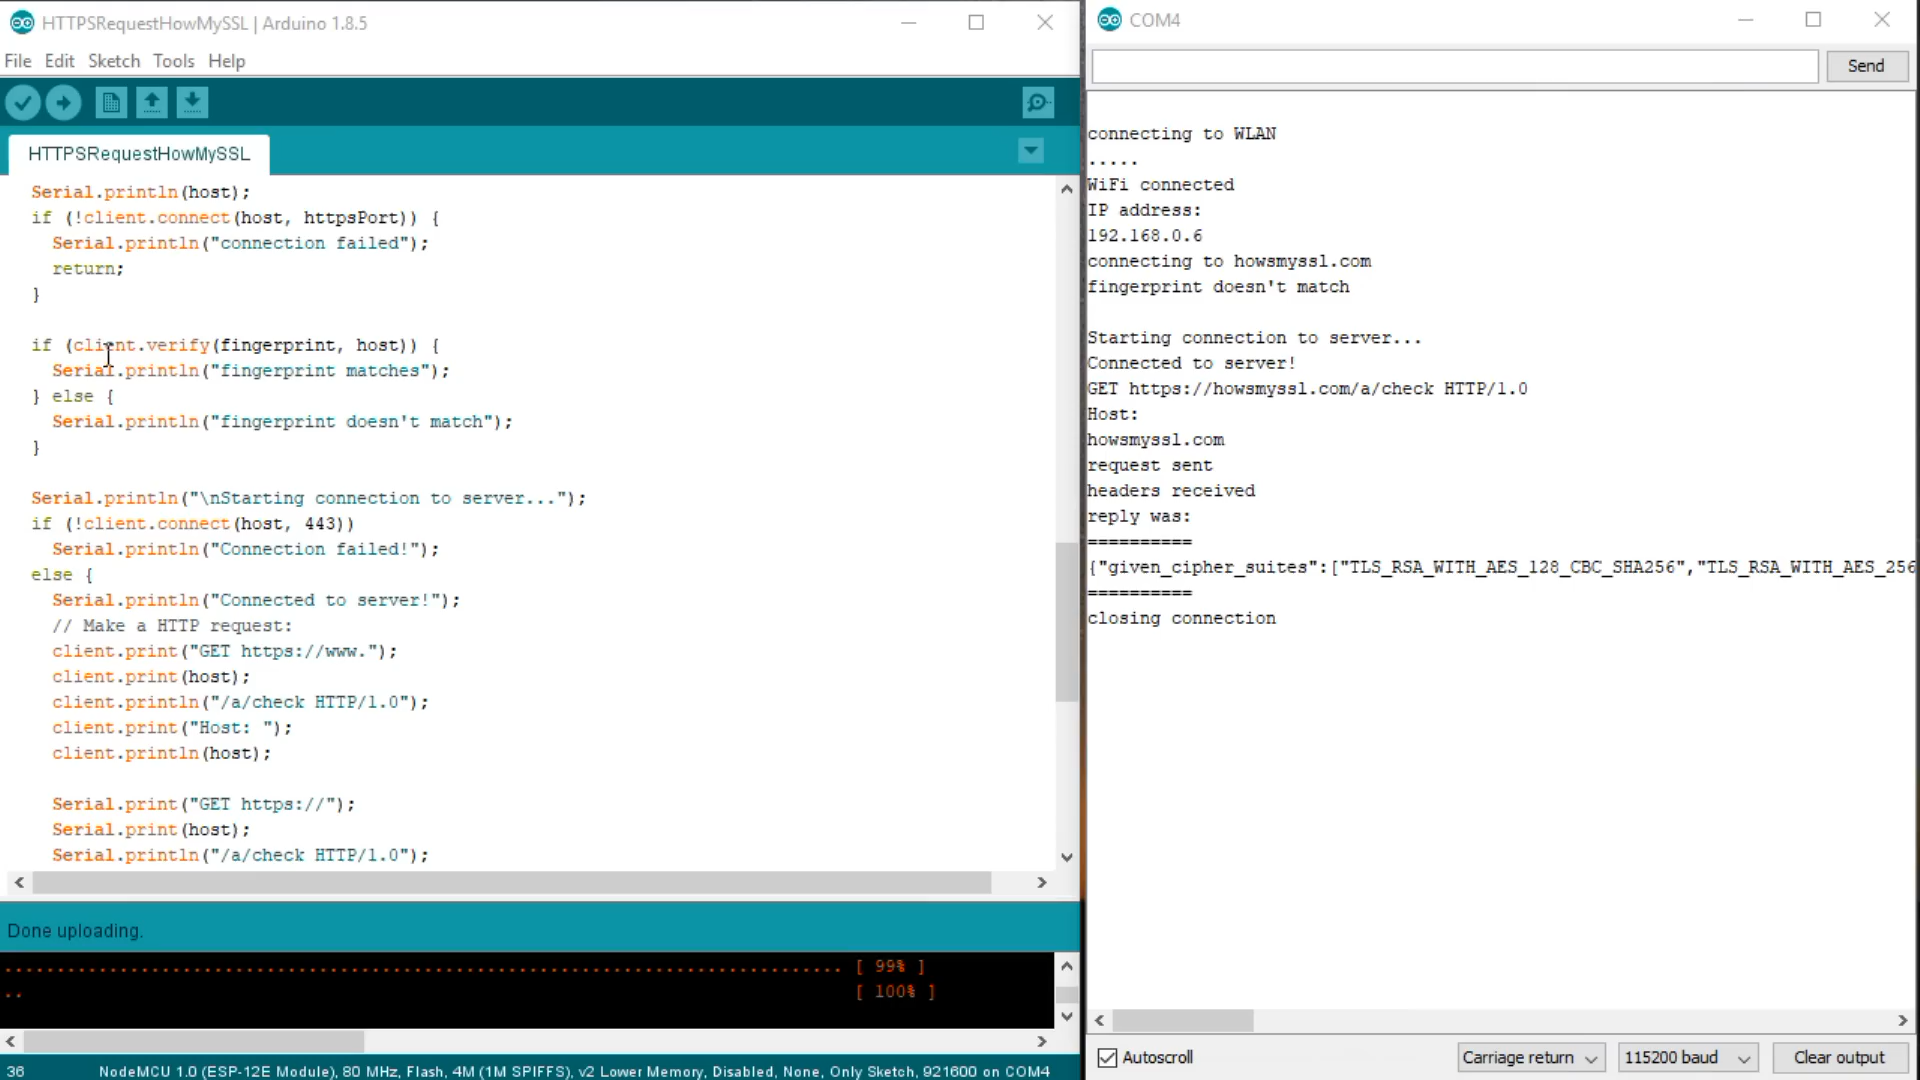 HTTPSRequestHowMySSL | Arduino 1.8.5
File Edit Sketch Tools Help
HTTPSRequestHowMySSL
Serial.println(host);
if (!client.connect(host, httpsPort)) {
Serial.println("connection failed");
return;
}
if (client.verify(fingerprint, host)) {
Serial.println("fingerprint matches");
} else {
Serial.println("fingerprint doesn't match");
}
Serial.println("\nStarting connection to server...");
if (!client.connect(host, 443))
Serial.println("Connection failed!");
else {
Serial.println("Connected to server!");
// Make a HTTP request:
client.print("GET https://www.");
client.print(host);
client.println("/a/check HTTP/1.0");
client.print("Host: ");
client.println(host);
Serial.print("GET https://");
Serial.print(host);
Serial.println("/a/check HTTP/1.0");
Done uploading.
................................................................................ [ 99% ]
.. [ 100% ]
36 NodeMCU 1.0 (ESP-12E Module), 80 MHz, Flash, 4M (1M SPIFFS), v2 Lower Memory, Disabled, None, Only Sketch, 921600 on COM4
COM4
Send
connecting to WLAN
.....
WiFi connected
IP address:
192.168.0.6
connecting to howsmyssl.com
fingerprint doesn't match
Starting connection to server...
Connected to server!
GET https://howsmyssl.com/a/check HTTP/1.0
Host:
howsmyssl.com
request sent
headers received
reply was:
==========
{"given_cipher_suites":["TLS_RSA_WITH_AES_128_CBC_SHA256","TLS_RSA_WITH_AES_256
==========
closing connection
Autoscroll Carriage return 115200 baud Clear output